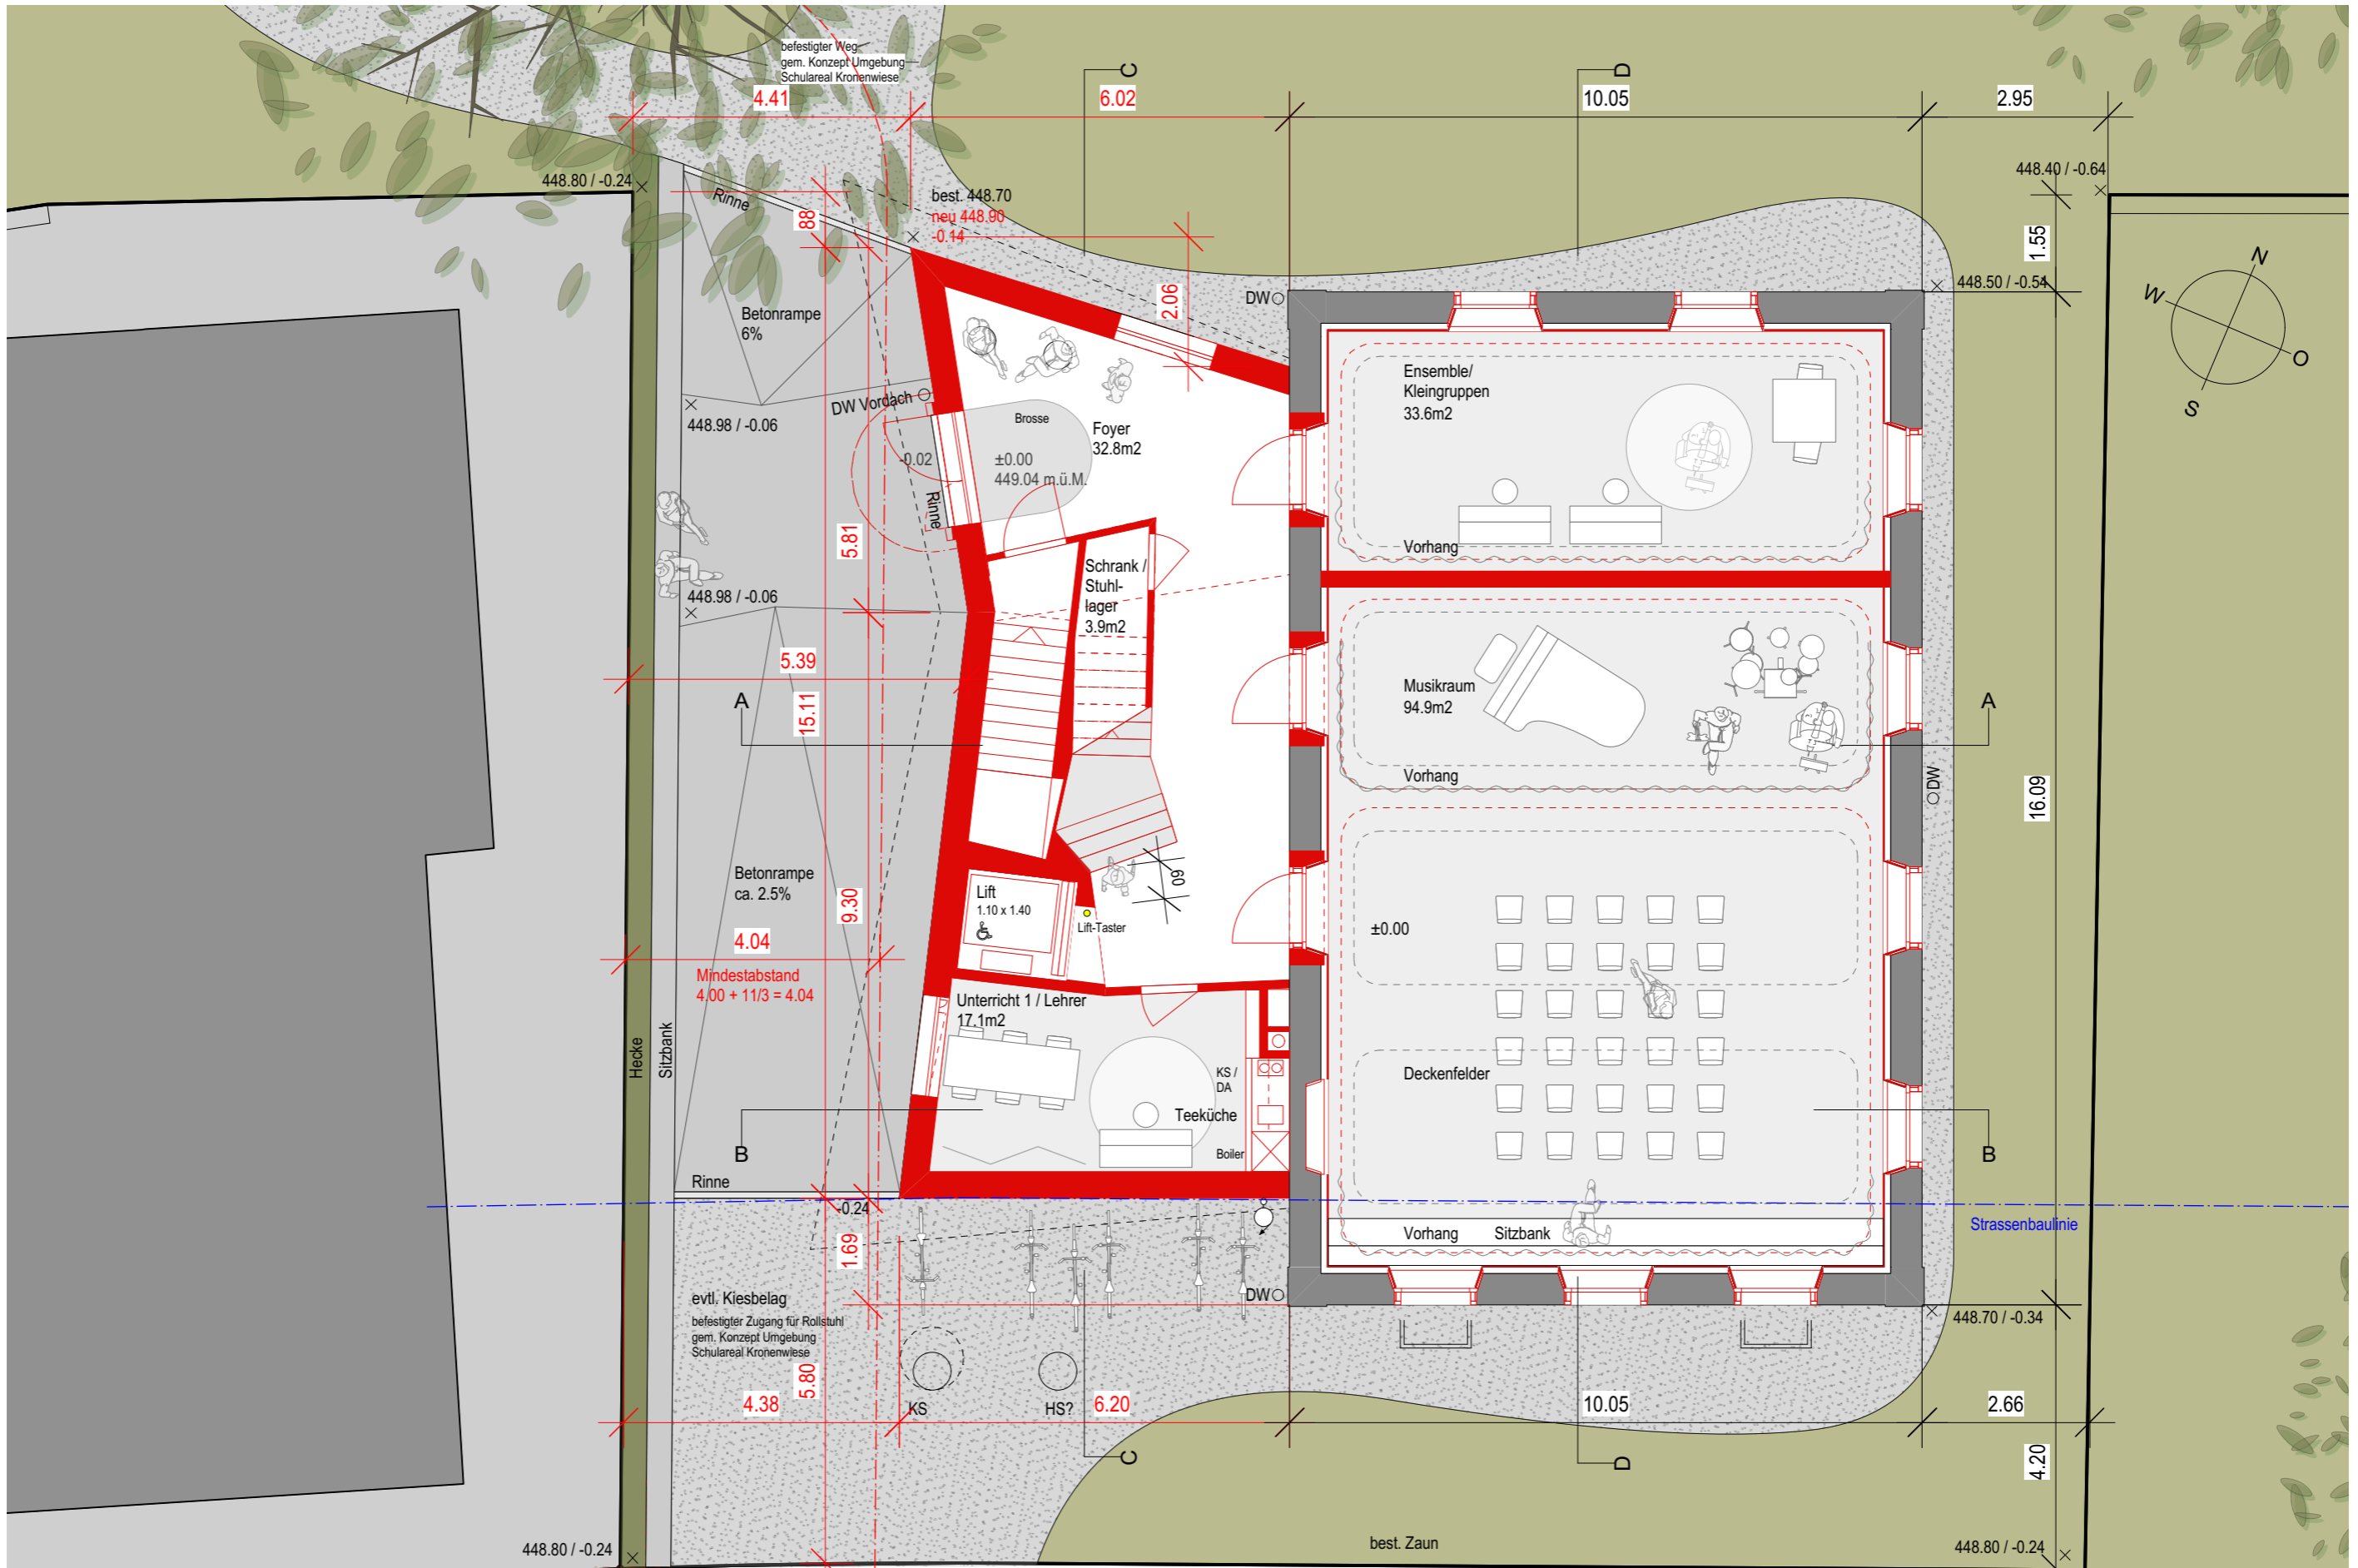 befestigter Weg
gem. Konzept Umgebung
Schulareal Kronenwiese
C
D
4.41
6.02
10.05
2.95
448.80 / -0.24
448.40 / -0.64
Rinne
88
best. 448.70
neu 448.90
-0.14
1.55
N
W
O
S
448.50 / -0.54
DW
2.06
Betonrampe
6%
Ensemble/
Kleingruppen
33.6m2
DW Vordach
Brosse
Foyer
32.8m2
448.98 / -0.06
-0.02
±0.00
449.04 m.ü.M.
Rinne
5.81
Vorhang
Schrank /
Stuhl-
lager
3.9m2
448.98 / -0.06
5.39
15.11
A
Musikraum
94.9m2
A
Vorhang
DW
16.09
Betonrampe
ca. 2.5%
9.30
Lift
1.10 x 1.40
60
Lift-Taster
±0.00
4.04
Mindestabstand
4.00 + 11/3 = 4.04
Unterricht 1 / Lehrer
17.1m2
Hecke
Sitzbank
KS /
DA
Teeküche
Deckenfelder
B
Boiler
B
Rinne
-0.24
Strassenbaulinie
1.69
Vorhang
Sitzbank
evtl. Kiesbelag
befestigter Zugang für Rollstuhl
gem. Konzept Umgebung
Schulareal Kronenwiese
DW
448.70 / -0.34
5.80
4.38
KS
HS?
6.20
10.05
2.66
C
D
4.20
448.80 / -0.24
best. Zaun
448.80 / -0.24